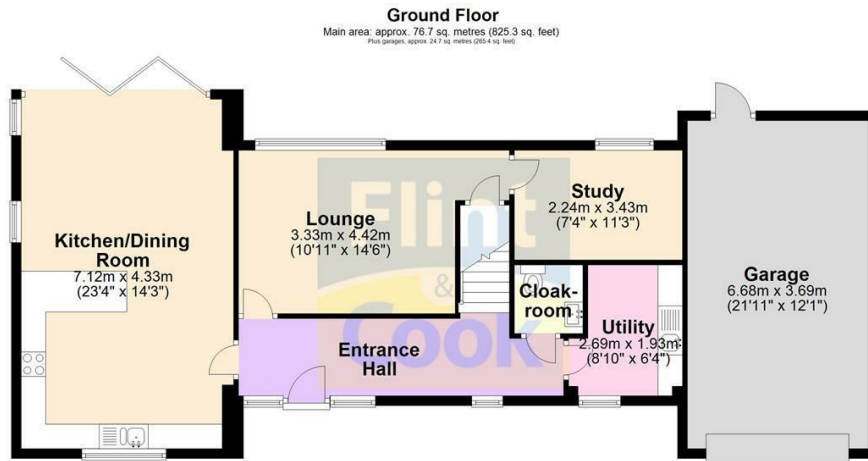 Ground Floor
Main area: approx. 76.7 sq. metres (825.3 sq. feet)
Plus garages, approx. 24.7 sq. metres (265.4 sq. feet)
Kitchen/Dining
Room
7.12m x 4.33m
(23'4" x 14'3")
Lounge
3.33m x 4.42m
(10'11" x 14'6")
Study
2.24m x 3.43m
(7'4" x 11'3")
Cloak-
room
Utility
2.69m x 1.93m
(8'10" x 6'4")
Entrance
Hall
Garage
6.68m x 3.69m
(21'11" x 12'1")
Flint
&
Cook